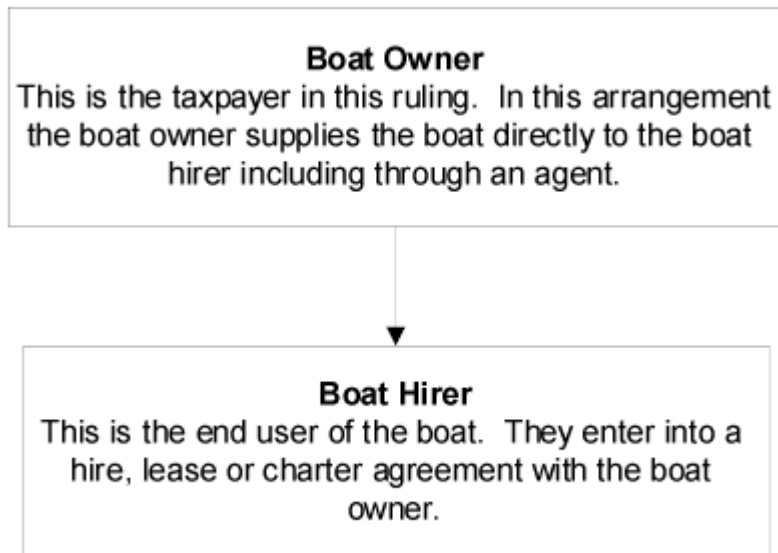 Boat Owner
This is the taxpayer in this ruling.  In this arrangement
the boat owner supplies the boat directly to the boat
hirer including through an agent.
Boat Hirer
This is the end user of the boat.  They enter into a
hire, lease or charter agreement with the boat
owner.